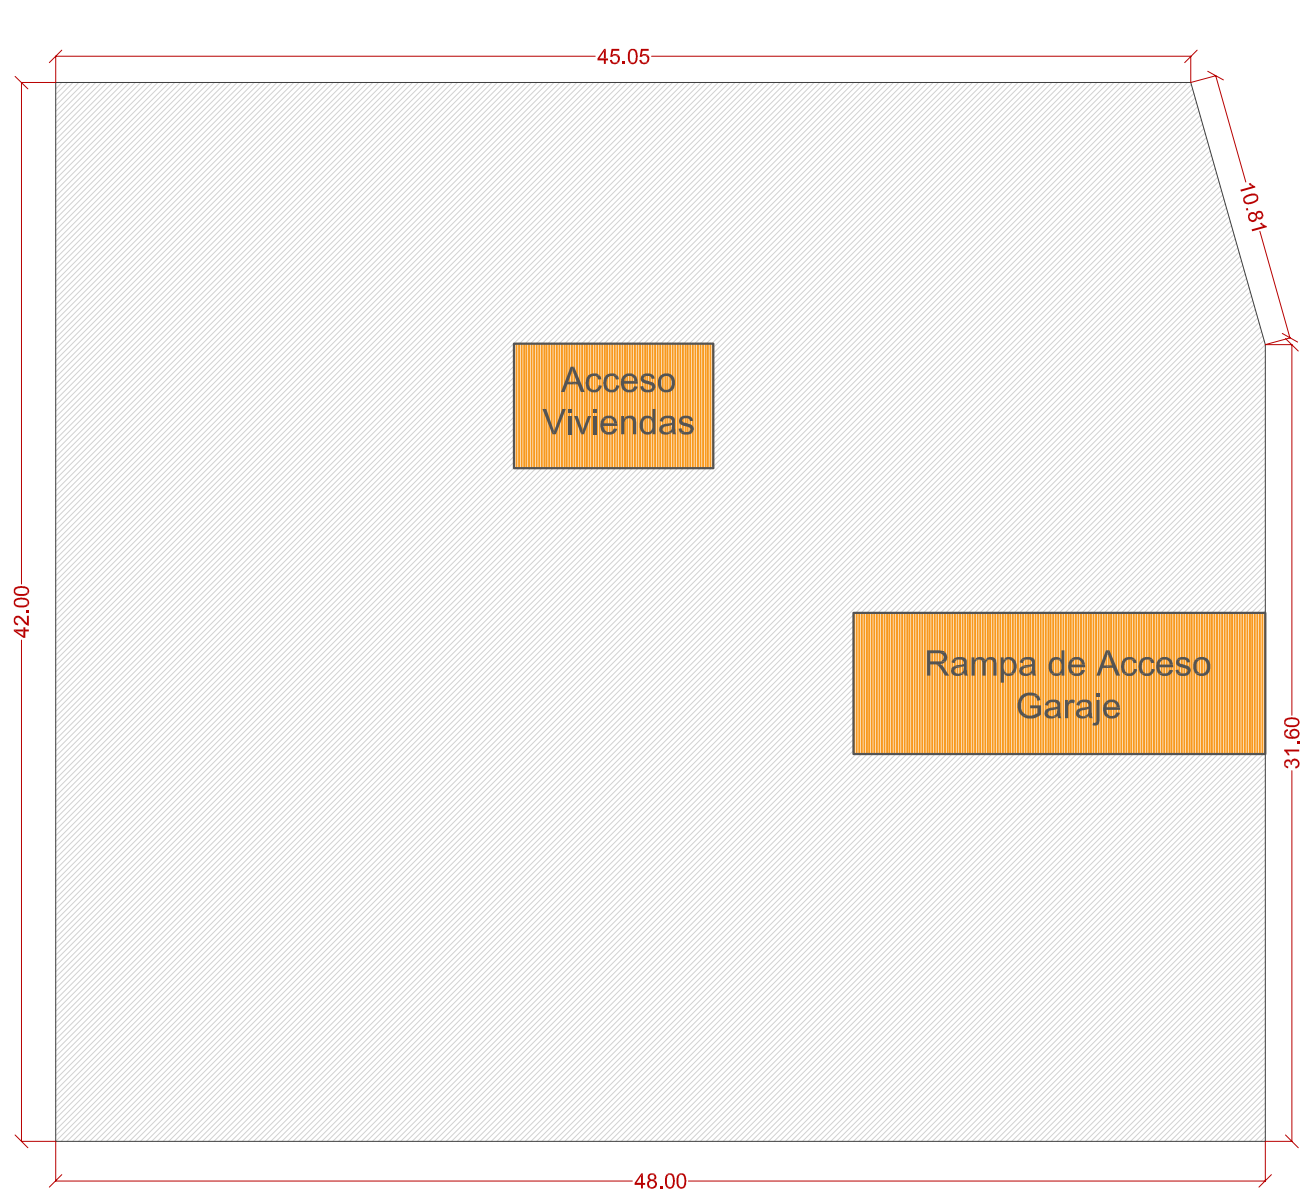 45.05
10.81
Acceso
Viviendas
42.00
Rampa de Acceso
Garaje
31.60
48.00